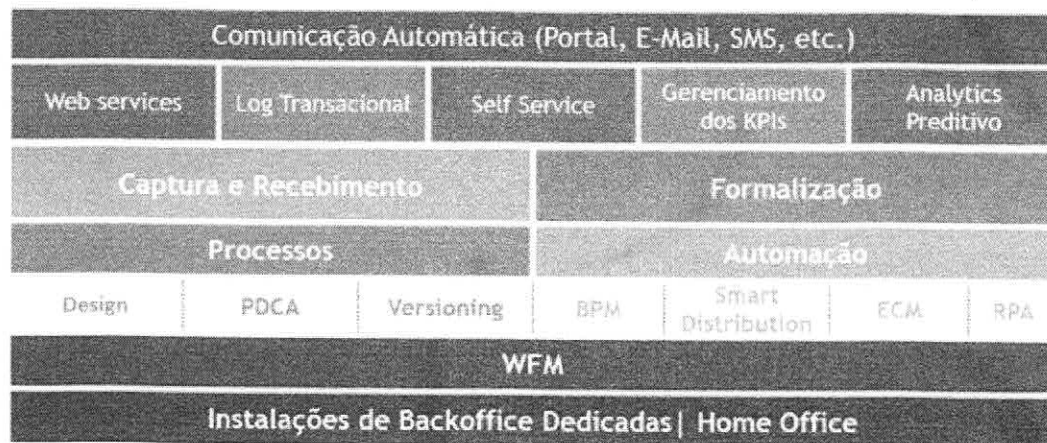 Comunicação Automática (Portal, E-Mail, SMS, etc.)
Web services
Log Transacional
Self Service
Gerenciamento
dos KPIs
Analytics
Preditivo
Captura e Recebimento
Formalização
Processos
Automação
Design
PDCA
Versioning
BPM
Smart
Distribution
ECM
RPA
WFM
Instalações de Backoffice Dedicadas| Home Office